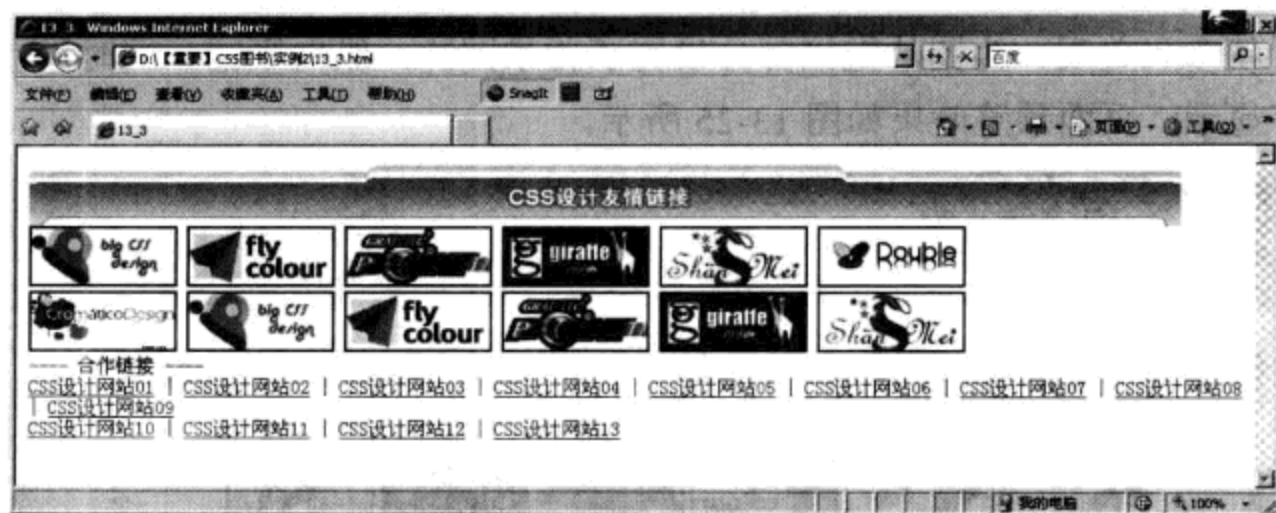 13_3 Windows Internet Explorer
D:\【重要】CSS图书\实例2\13_3.html
百度
文件(F) 编辑(E) 查看(V) 收藏夹(A) 工具(T) 帮助(H) SnagIt
13_3
页面(P) 工具(O)
CSS设计友情链接
big CSS design fly colour giraffe Shan Mei Double
CromaticoDesign big CSS design fly colour giraffe Shan Mei
---- 合作链接 ----
CSS设计网站01 | CSS设计网站02 | CSS设计网站03 | CSS设计网站04 | CSS设计网站05 | CSS设计网站06 | CSS设计网站07 | CSS设计网站08
| CSS设计网站09
CSS设计网站10 | CSS设计网站11 | CSS设计网站12 | CSS设计网站13
我的电脑 100%